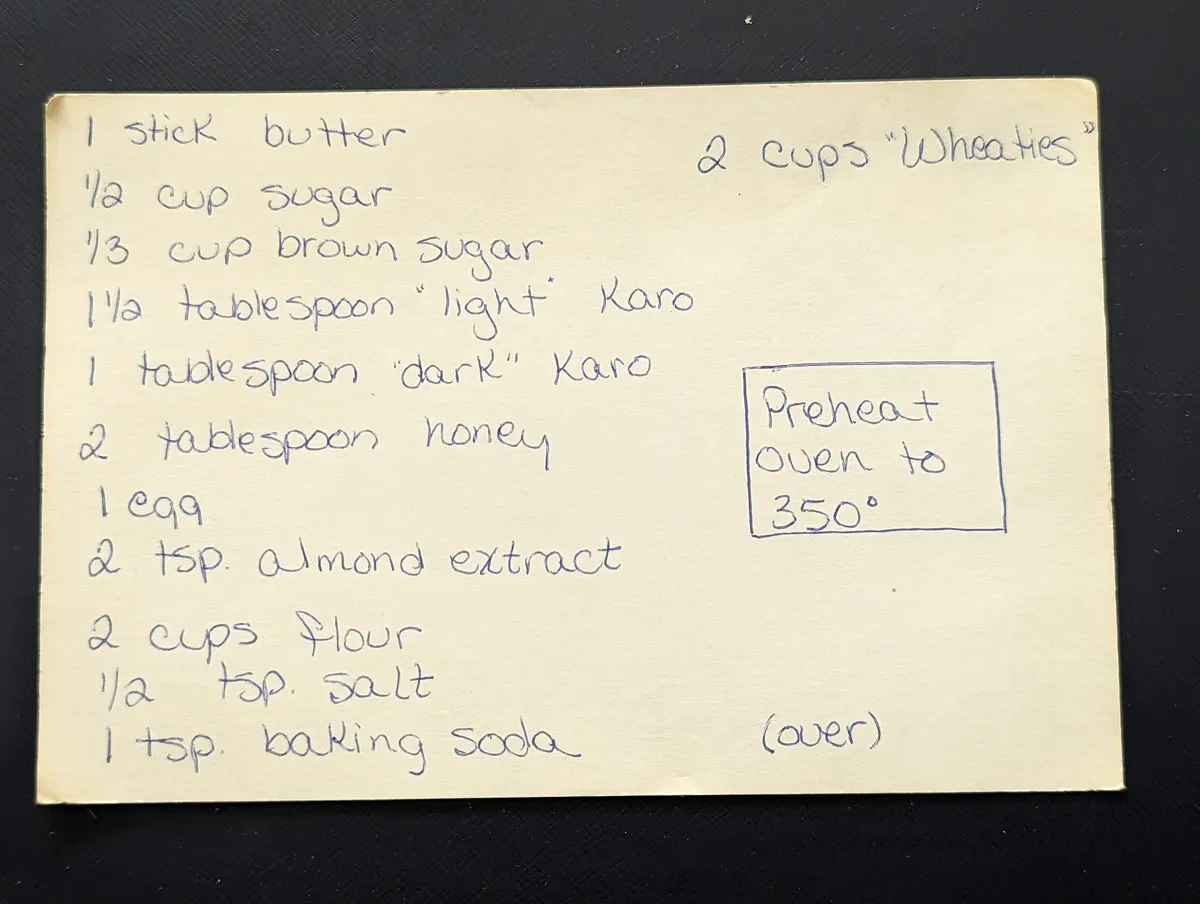 1 stick butter
1/2 cup sugar
1/3 cup brown sugar
1 1/2 tablespoon "light" Karo
1 tablespoon "dark" Karo
2 tablespoon honey
1 egg
2 tsp. almond extract
2 cups flour
1/2 tsp. salt
1 tsp. baking soda
2 cups "Wheaties"
Preheat
oven to
350°
(over)